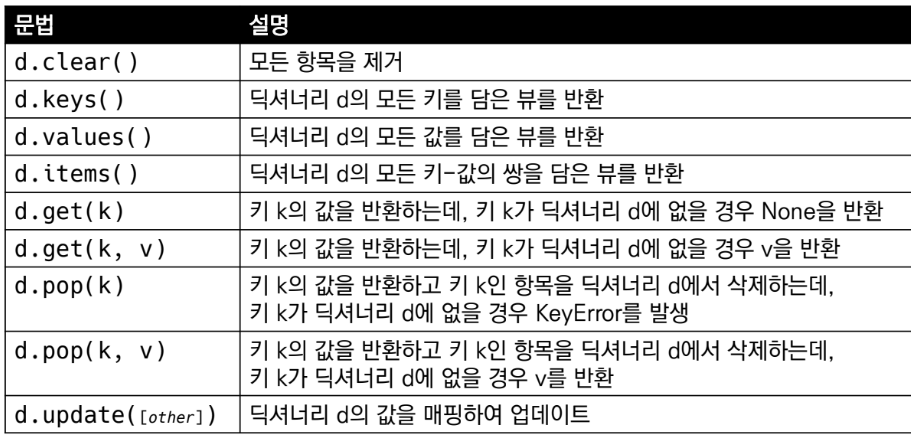 문법 설명
d.clear() 모든 항목을 제거
d.keys() 딕셔너리 d의 모든 키를 담은 뷰를 반환
d.values() 딕셔너리 d의 모든 값를 담은 뷰를 반환
d.items() 딕셔너리 d의 모든 키-값의 쌍을 담은 뷰를 반환
d.get(k) 키 k의 값을 반환하는데, 키 k가 딕셔너리 d에 없을 경우 None을 반환
d.get(k, v) 키 k의 값을 반환하는데, 키 k가 딕셔너리 d에 없을 경우 v을 반환
d.pop(k) 키 k의 값을 반환하고 키 k인 항목을 딕셔너리 d에서 삭제하는데,
키 k가 딕셔너리 d에 없을 경우 KeyError를 발생
d.pop(k, v) 키 k의 값을 반환하고 키 k인 항목을 딕셔너리 d에서 삭제하는데,
키 k가 딕셔너리 d에 없을 경우 v를 반환
d.update([other]) 딕셔너리 d의 값을 매핑하여 업데이트